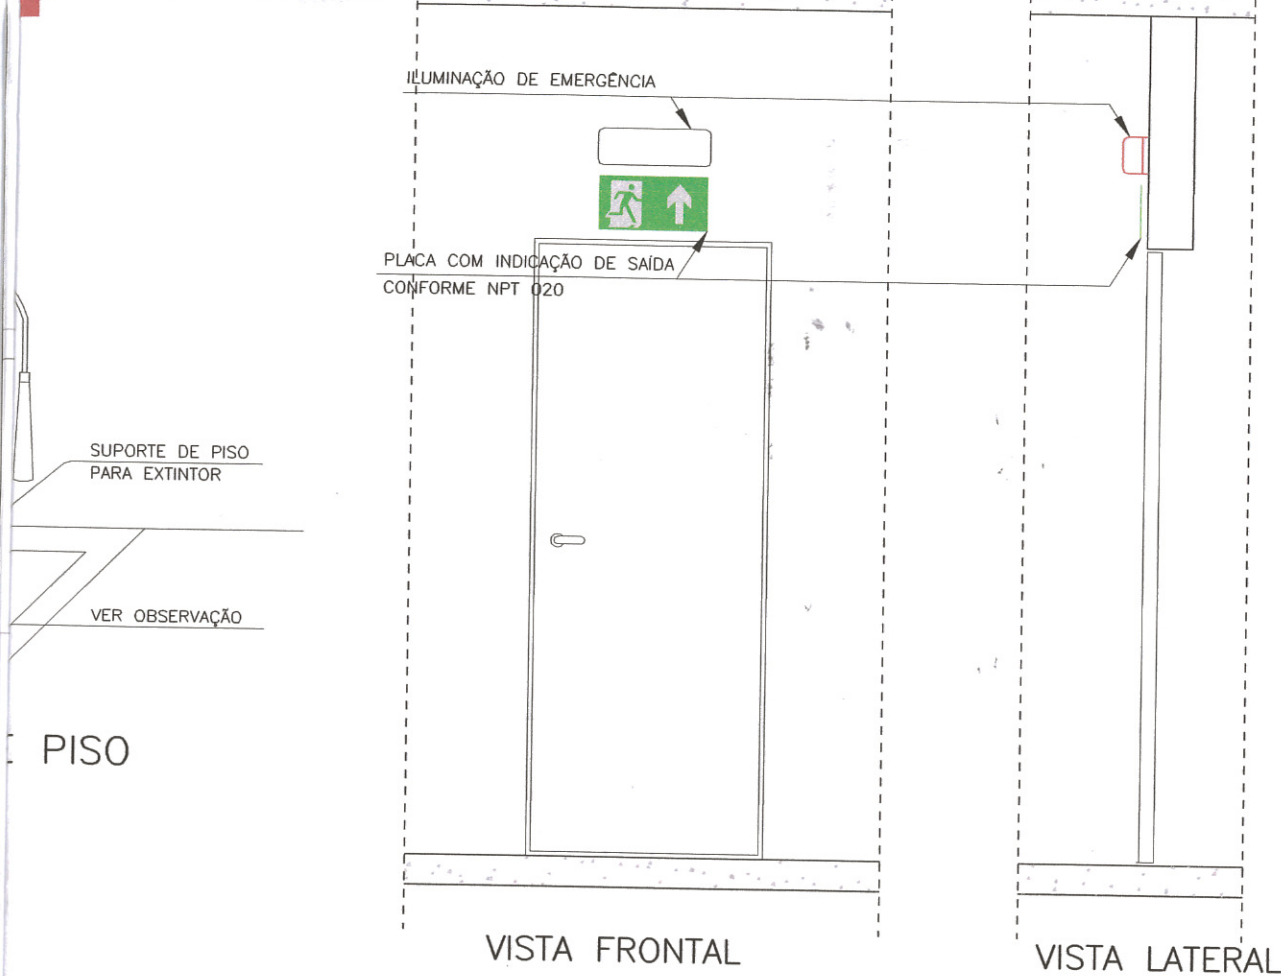 ILUMINAÇÃO DE EMERGÊNCIA
PLACA COM INDICAÇÃO DE SAÍDA
CONFORME NPT 020
SUPORTE DE PISO
PARA EXTINTOR
VER OBSERVAÇÃO
PISO
VISTA FRONTAL
VISTA LATERAL